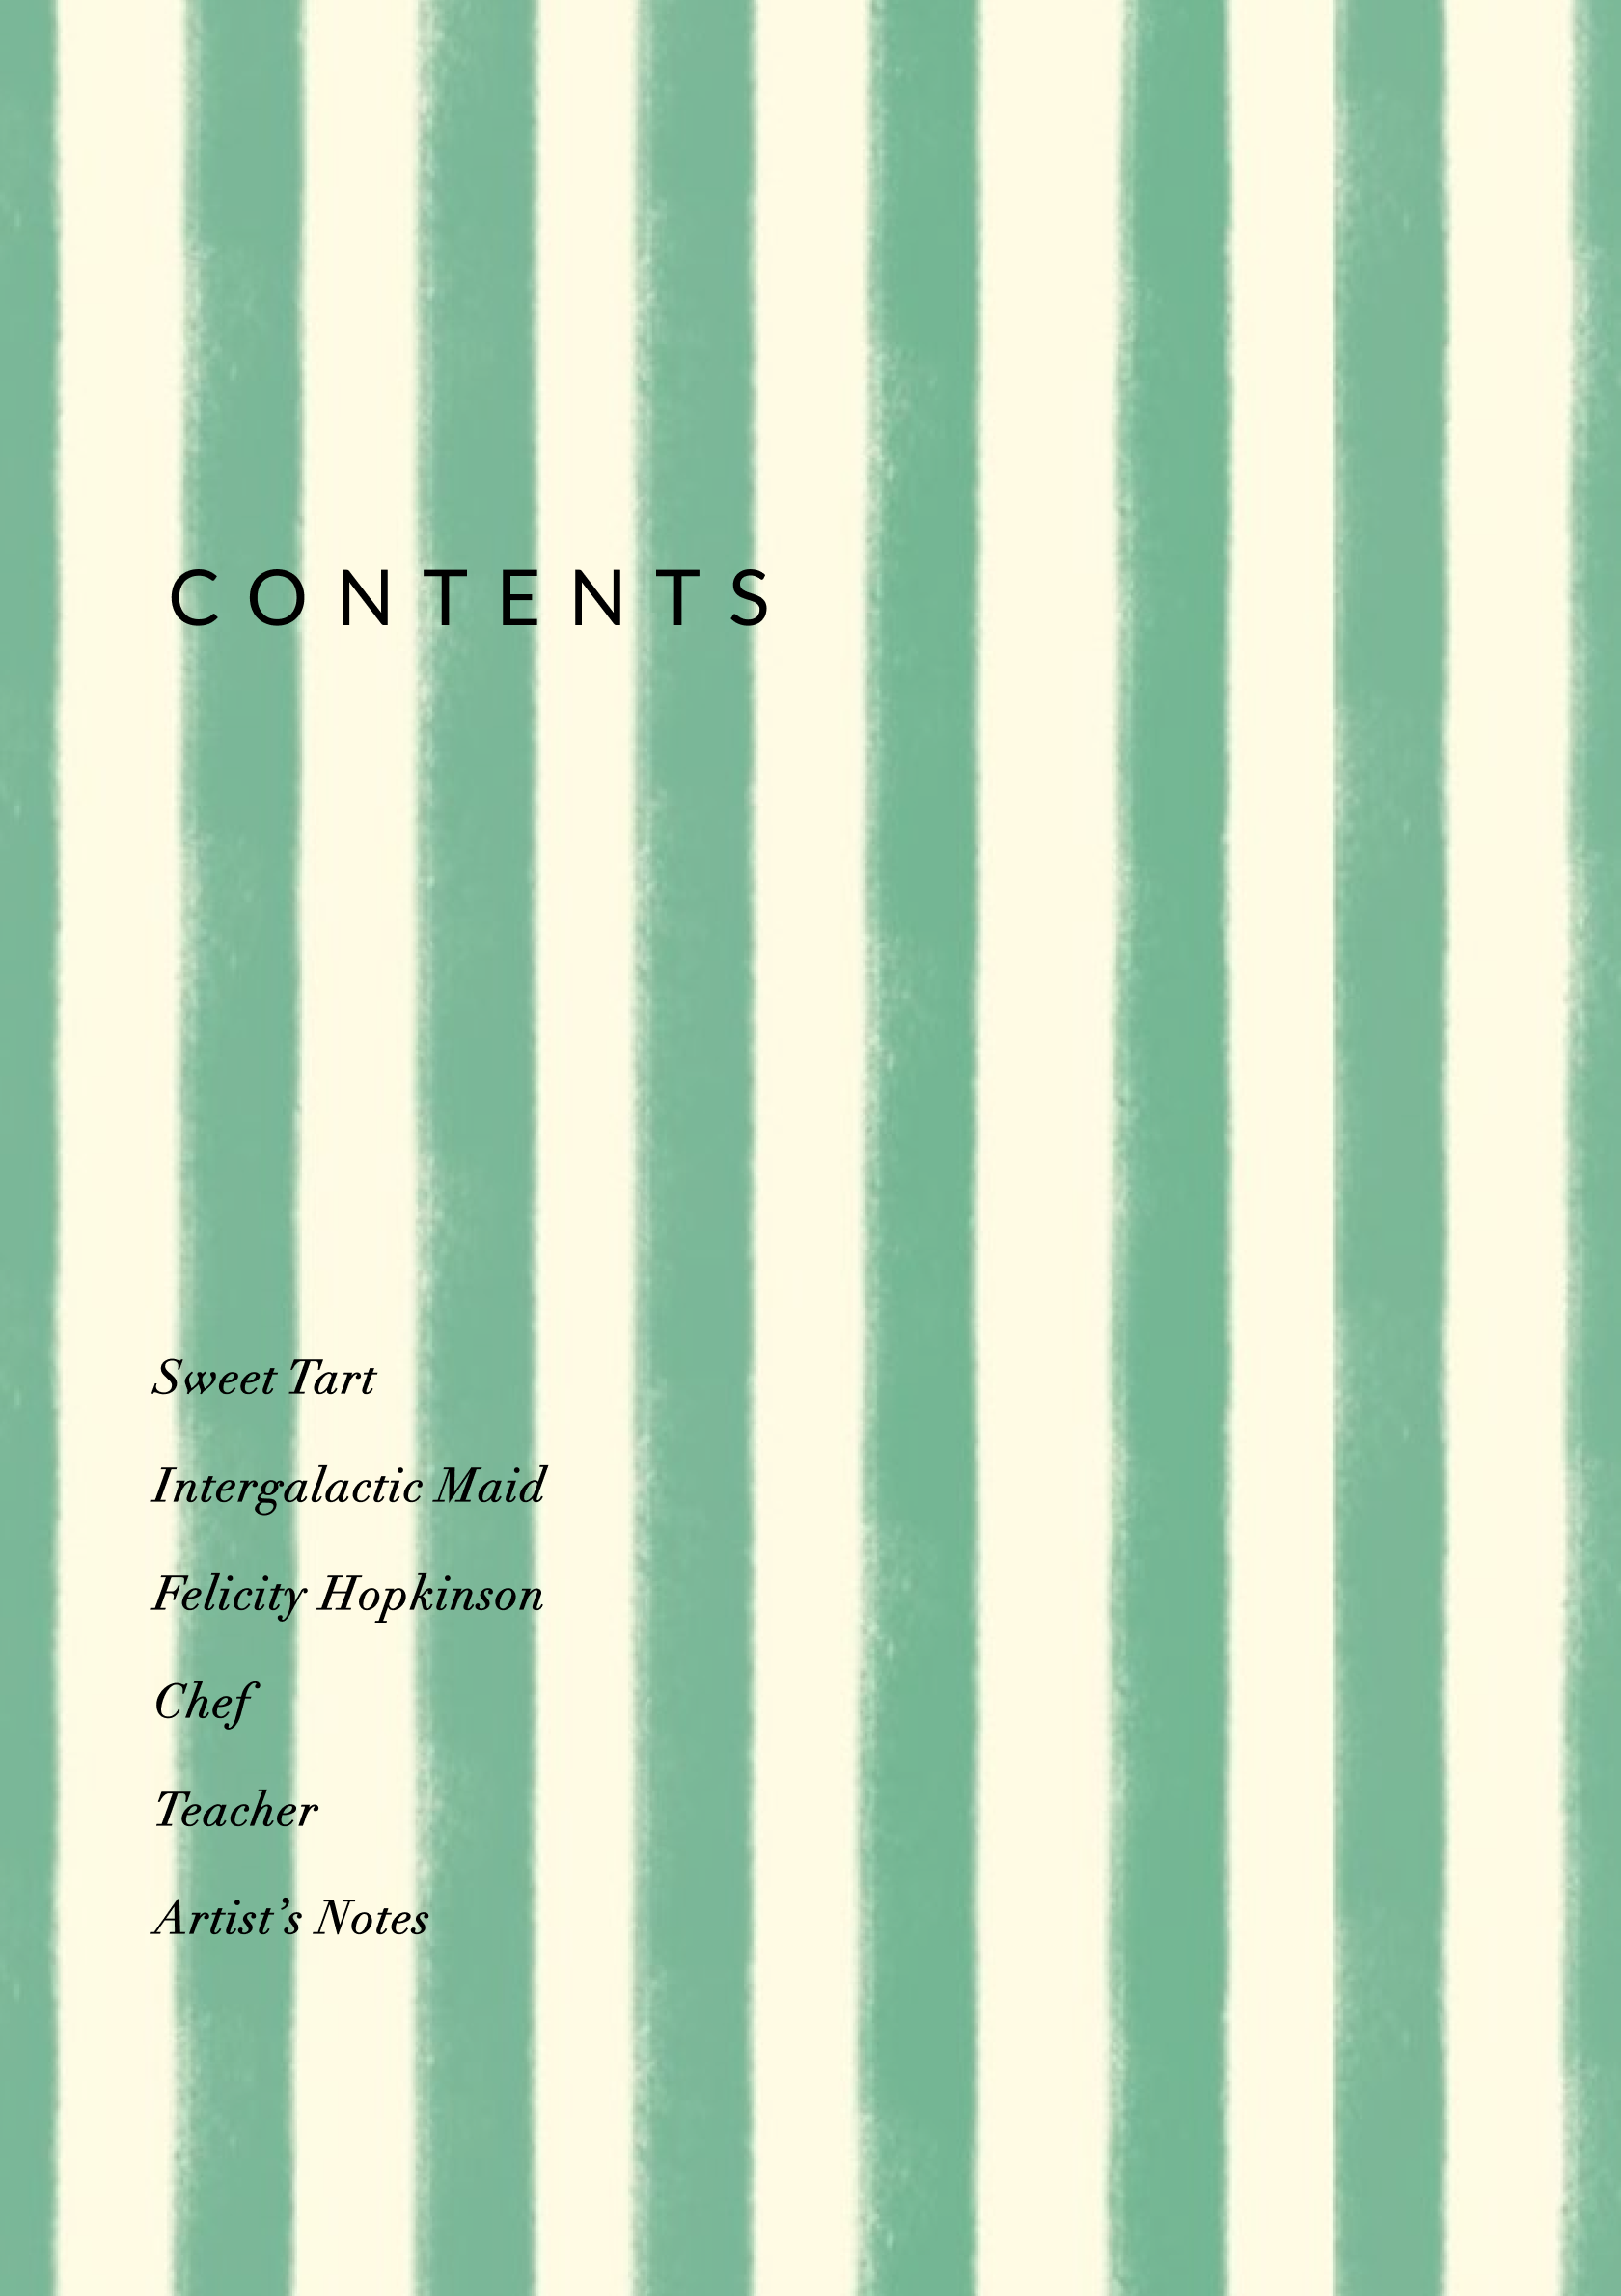 CONTENTS
Sweet Tart
Intergalactic Maid
Felicity Hopkinson
Chef
Teacher
Artist’s Notes